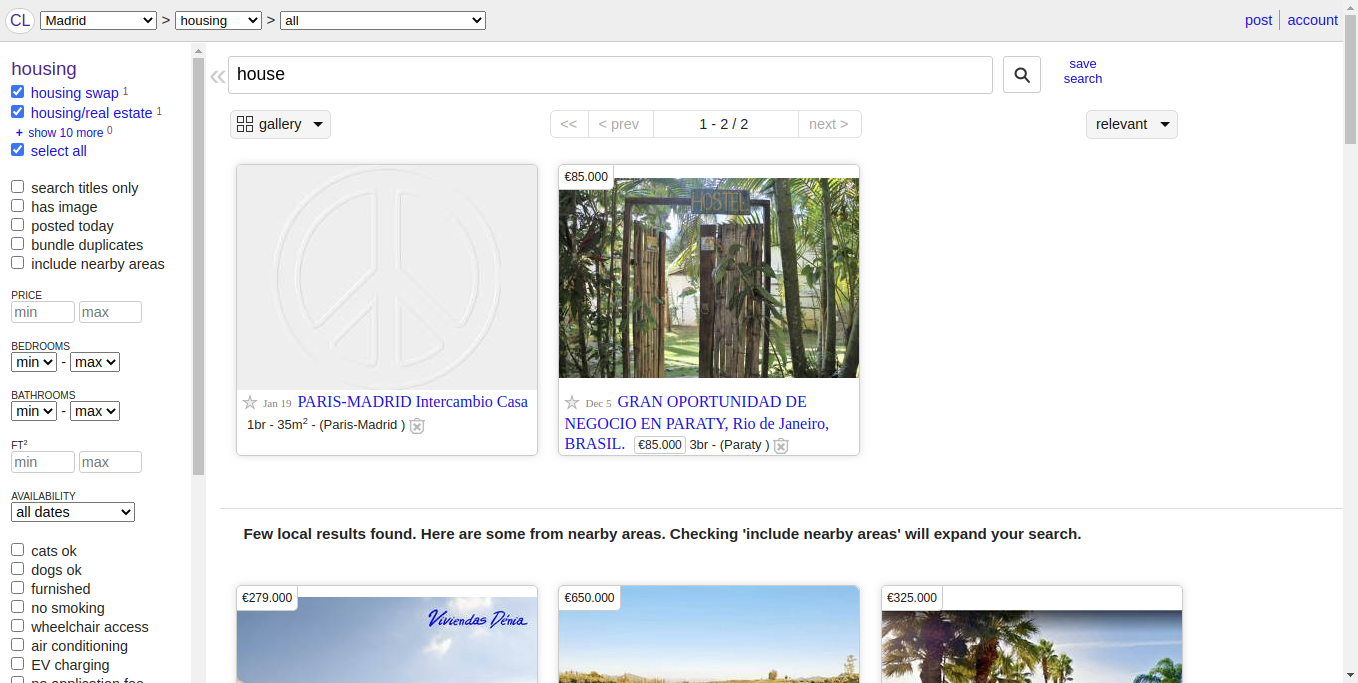 CL Madrid > housing > all post account
housing
housing swap 1
housing/real estate 1
+ show 10 more 0
select all
search titles only
has image
posted today
bundle duplicates
include nearby areas
PRICE
min max
BEDROOMS
min - max
BATHROOMS
min - max
FT2
min max
AVAILABILITY
all dates
cats ok
dogs ok
furnished
no smoking
wheelchair access
air conditioning
EV charging
no application fee
« house
save
search
gallery << < prev 1 - 2 / 2 next > relevant
Jan 19 PARIS-MADRID Intercambio Casa
1br - 35m2 - (Paris-Madrid )
€85.000
HOSTEL
Dec 5 GRAN OPORTUNIDAD DE
NEGOCIO EN PARATY, Rio de Janeiro,
BRASIL. €85.000 3br - (Paraty )
Few local results found. Here are some from nearby areas. Checking 'include nearby areas' will expand your search.
€279.000
Viviendas Dénia
€650.000
€325.000